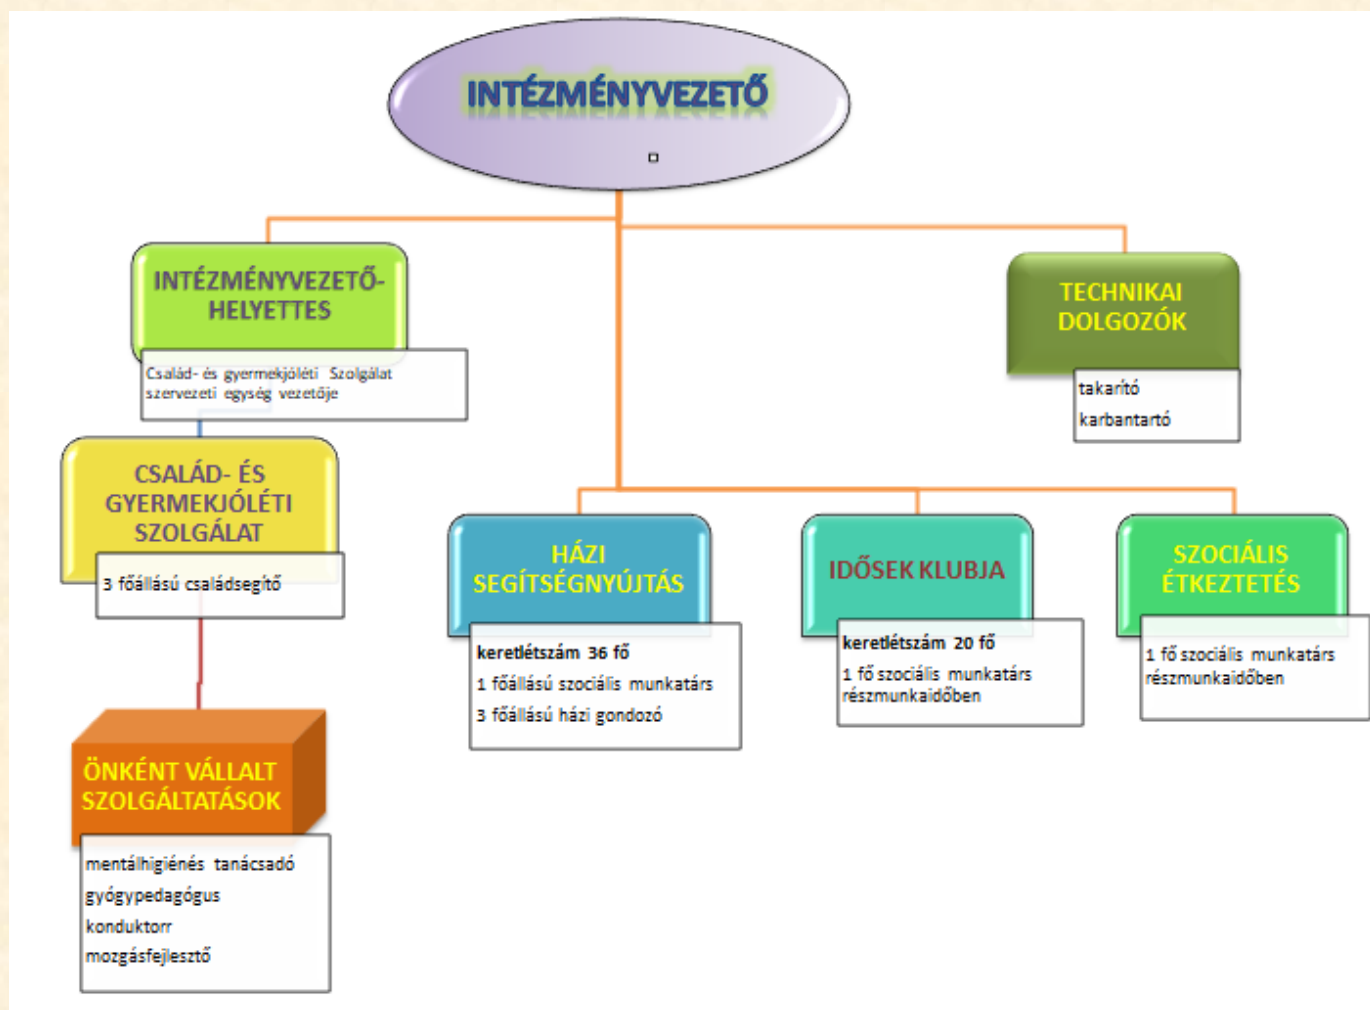 INTÉZMÉNYVEZETŐ
INTÉZMÉNYVEZETŐ-
HELYETTES
Család- és gyermekjóléti Szolgálat
szervezeti egység vezetője
TECHNIKAI
DOLGOZÓK
takarító
karbantartó
CSALÁD- ÉS
GYERMEKJÓLÉTI
SZOLGÁLAT
3 főállású családsegítő
HÁZI
SEGÍTSÉGNYÚJTÁS
keretlétszám 36 fő
1 főállású szociális munkatárs
3 főállású házi gondozó
IDŐSEK KLUBJA
keretlétszám 20 fő
1 fő szociális munkatárs
részmunkaidőben
SZOCIÁLIS
ÉTKEZTETÉS
1 fő szociális munkatárs
részmunkaidőben
ÖNKÉNT VÁLLALT
SZOLGÁLTATÁSOK
mentálhigiénés tanácsadó
gyógypedagógus
konduktorr
mozgásfejlesztő